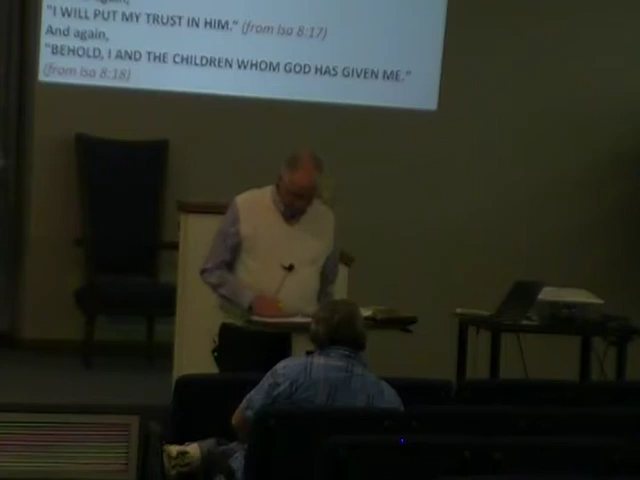 "I WILL PUT MY TRUST IN HIM." (from Isa 8:17)
And again,
"BEHOLD, I AND THE CHILDREN WHOM GOD HAS GIVEN ME."
(from Isa 8:18)